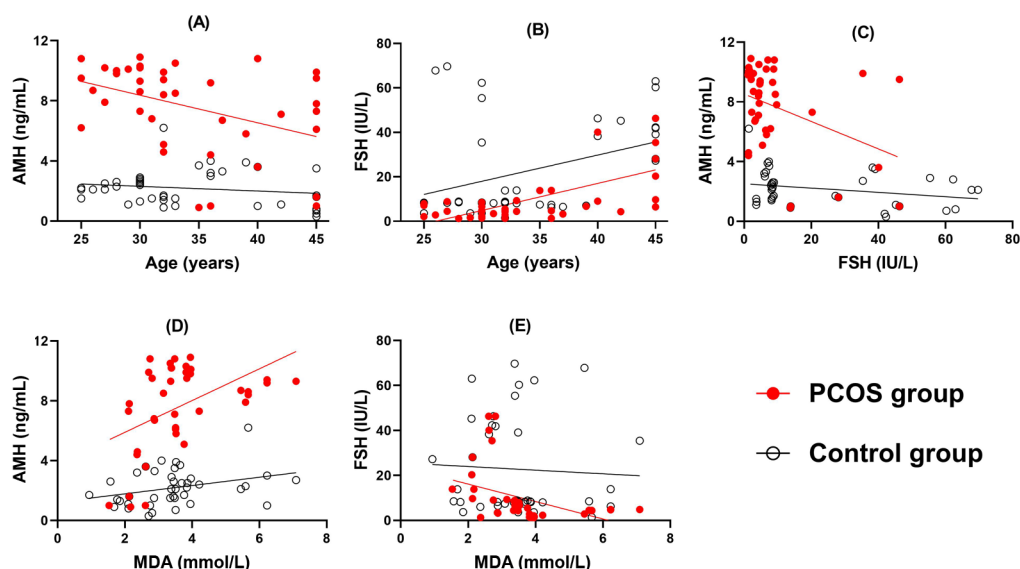 (A)
AMH (ng/mL)
12
8
4
0
25 30 35 40 45
Age (years)
(B)
FSH (IU/L)
80
60
40
20
0
25 30 35 40 45
Age (years)
(C)
AMH (ng/mL)
12
8
4
0
0 20 40 60 80
FSH (IU/L)
(D)
AMH (ng/mL)
12
8
4
0
0 2 4 6 8
MDA (mmol/L)
(E)
FSH (IU/L)
80
60
40
20
0
0 2 4 6 8
MDA (mmol/L)
PCOS group
Control group